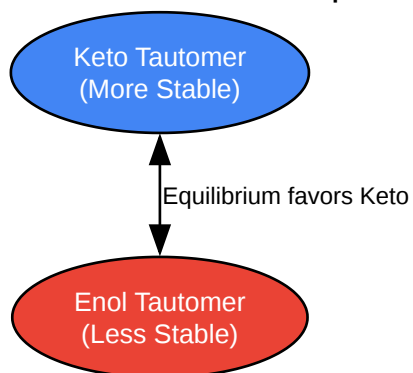 Keto Tautomer
(More Stable)
Equilibrium favors Keto
Enol Tautomer
(Less Stable)